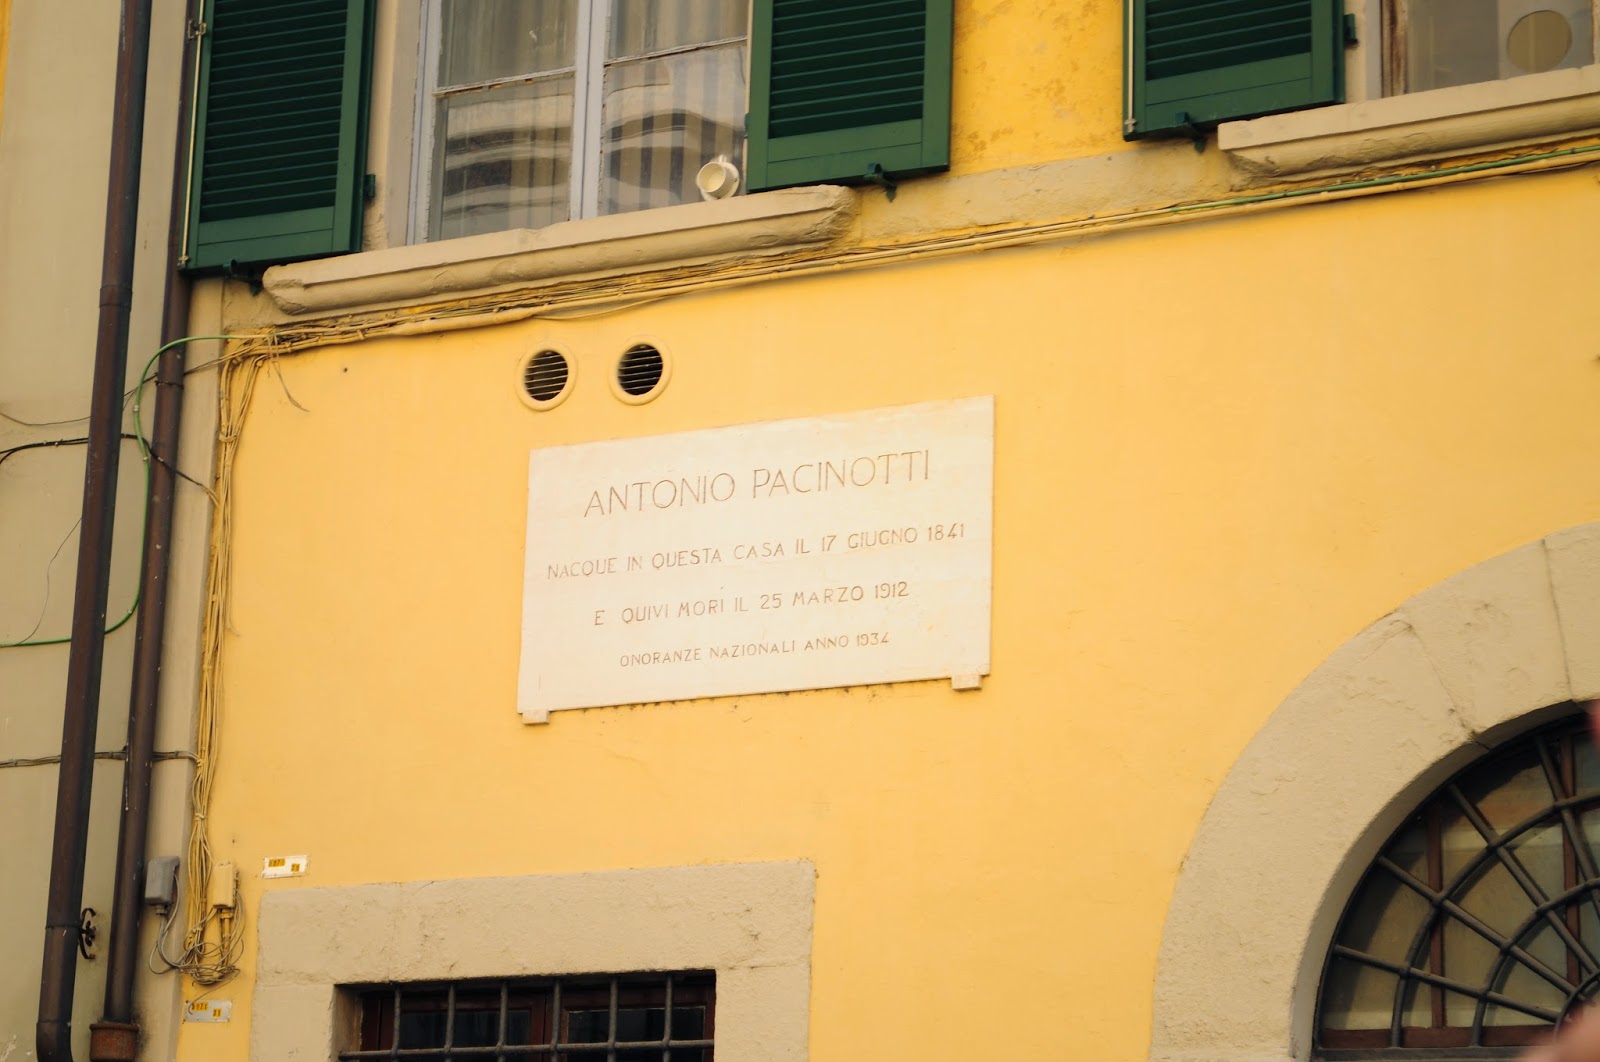 ANTONIO PACINOTTI
NACQUE IN QUESTA CASA IL 17 GIUGNO 1841
E QUIVI MORÌ IL 25 MARZO 1912
ONORANZE NAZIONALI ANNO 1934